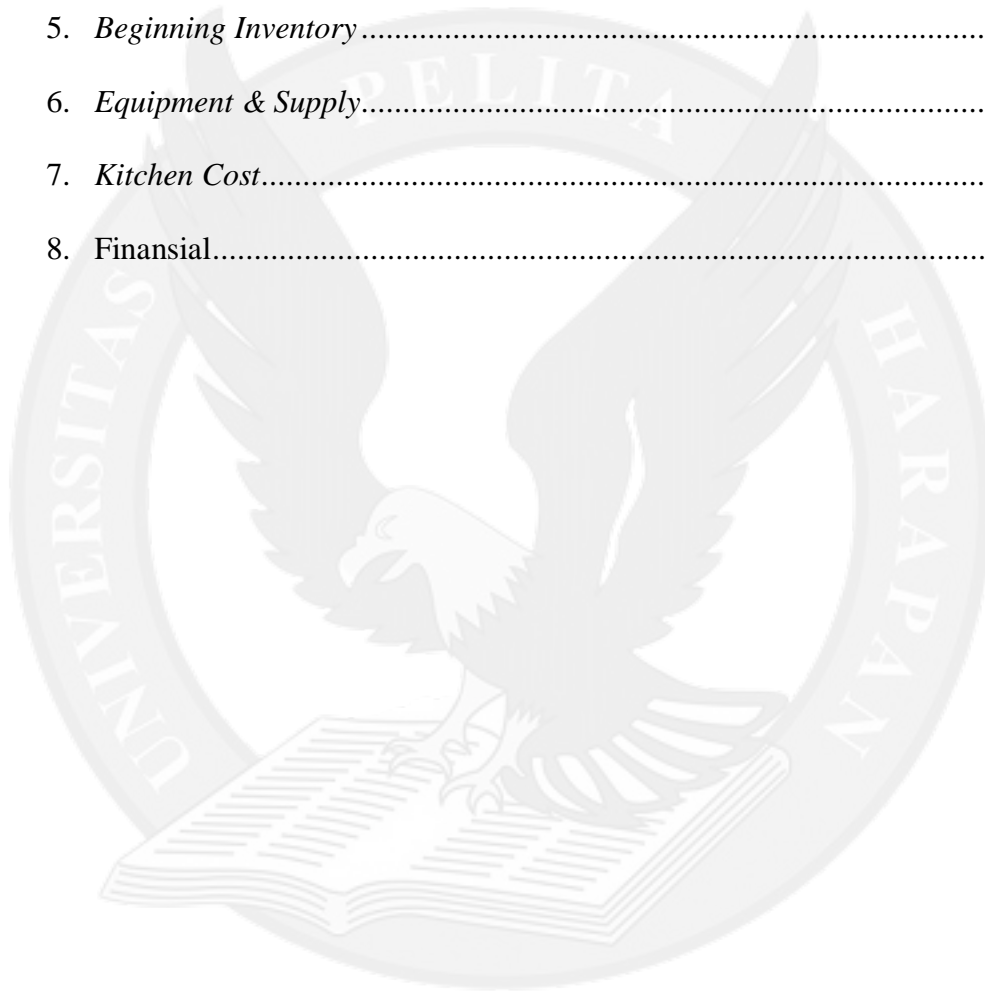 5. Beginning Inventory ..........................................................................................
6. Equipment & Supply..........................................................................................
7. Kitchen Cost.......................................................................................................
8. Finansial..............................................................................................................
UNIVERSITAS PELITA HARAPAN